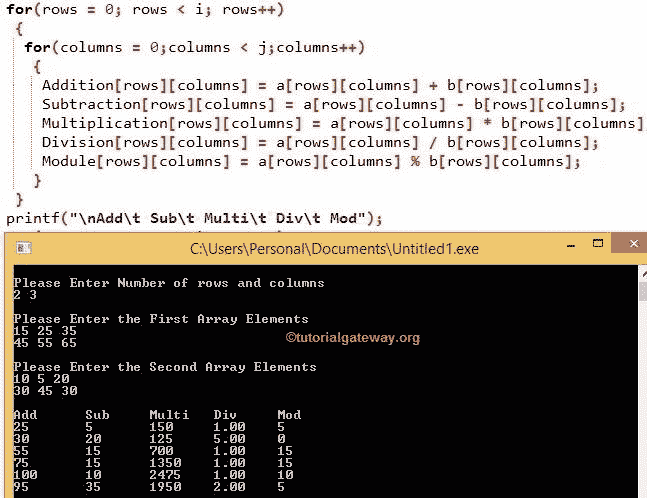 for(rows = 0; rows < i; rows++)
{
for(columns = 0;columns < j;columns++)
{
Addition[rows][columns] = a[rows][columns] + b[rows][columns];
Subtraction[rows][columns] = a[rows][columns] - b[rows][columns];
Multiplication[rows][columns] = a[rows][columns] * b[rows][columns]
Division[rows][columns] = a[rows][columns] / b[rows][columns];
Module[rows][columns] = a[rows][columns] % b[rows][columns];
}
}
printf("\nAdd\t Sub\t Multi\t Div\t Mod");
C:\Users\Personal\Documents\Untitled1.exe
Please Enter Number of rows and columns
2 3
Please Enter the First Array Elements
15 25 35
45 55 65
©tutorialgateway.org
Please Enter the Second Array Elements
10 5 20
30 45 30
Add Sub Multi Div Mod
25 5 150 1.00 5
30 20 125 5.00 0
55 15 700 1.00 15
75 15 1350 1.00 15
100 10 2475 1.00 10
95 35 1950 2.00 5